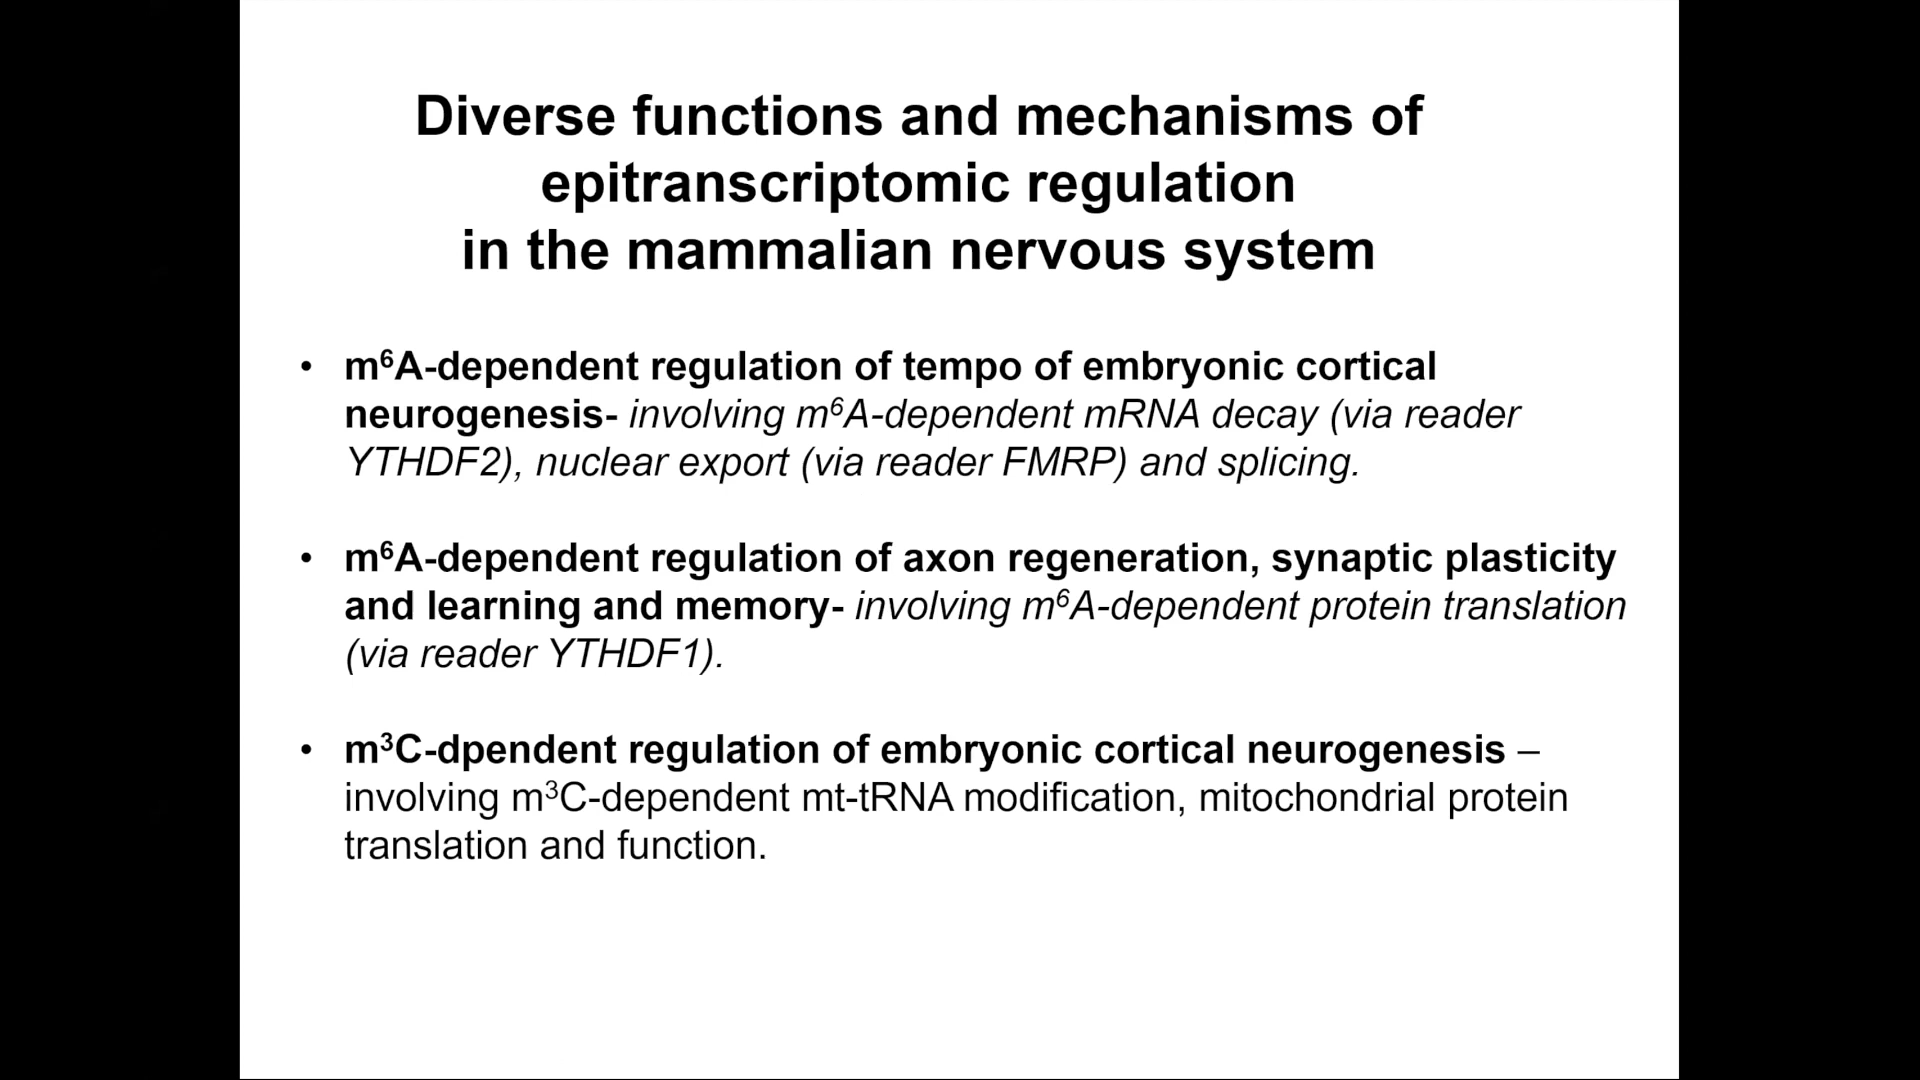 Diverse functions and mechanisms of
epitranscriptomic regulation
in the mammalian nervous system
• m⁶A-dependent regulation of tempo of embryonic cortical
neurogenesis- involving m⁶A-dependent mRNA decay (via reader
YTHDF2), nuclear export (via reader FMRP) and splicing.
• m⁶A-dependent regulation of axon regeneration, synaptic plasticity
and learning and memory- involving m⁶A-dependent protein translation
(via reader YTHDF1).
• m³C-dpendent regulation of embryonic cortical neurogenesis –
involving m³C-dependent mt-tRNA modification, mitochondrial protein
translation and function.